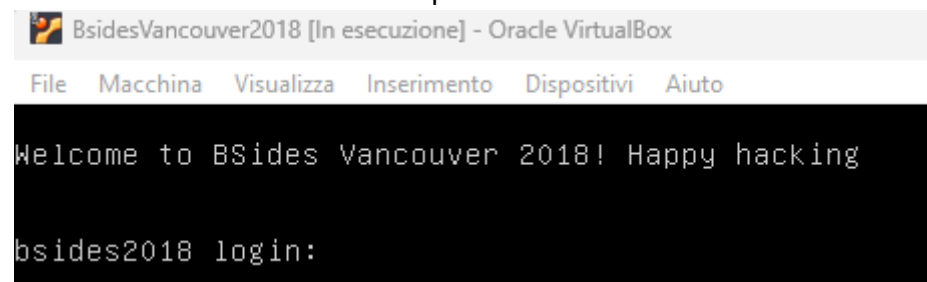 BsidesVancouver2018 [In esecuzione] - Oracle VirtualBox
File Macchina Visualizza Inserimento Dispositivi Aiuto
Welcome to BSides Vancouver 2018! Happy hacking
bsides2018 login: